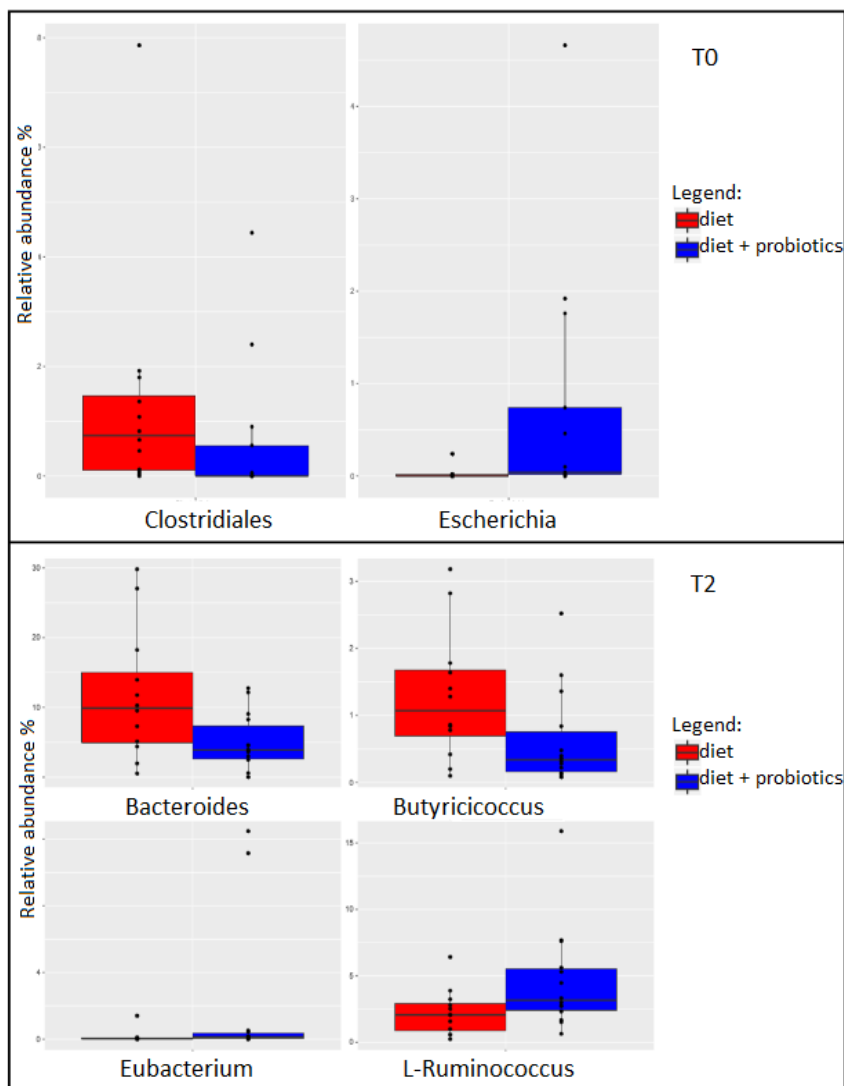 T0
Relative abundance %
8
4
2
0
4
3
2
1
0
Legend:
diet
diet + probiotics
Clostridiales
Escherichia
T2
Relative abundance %
30
20
10
3
2
1
0
Legend:
diet
diet + probiotics
Bacteroides
Butyricicoccus
4
0
15
10
5
0
Eubacterium
L-Ruminococcus